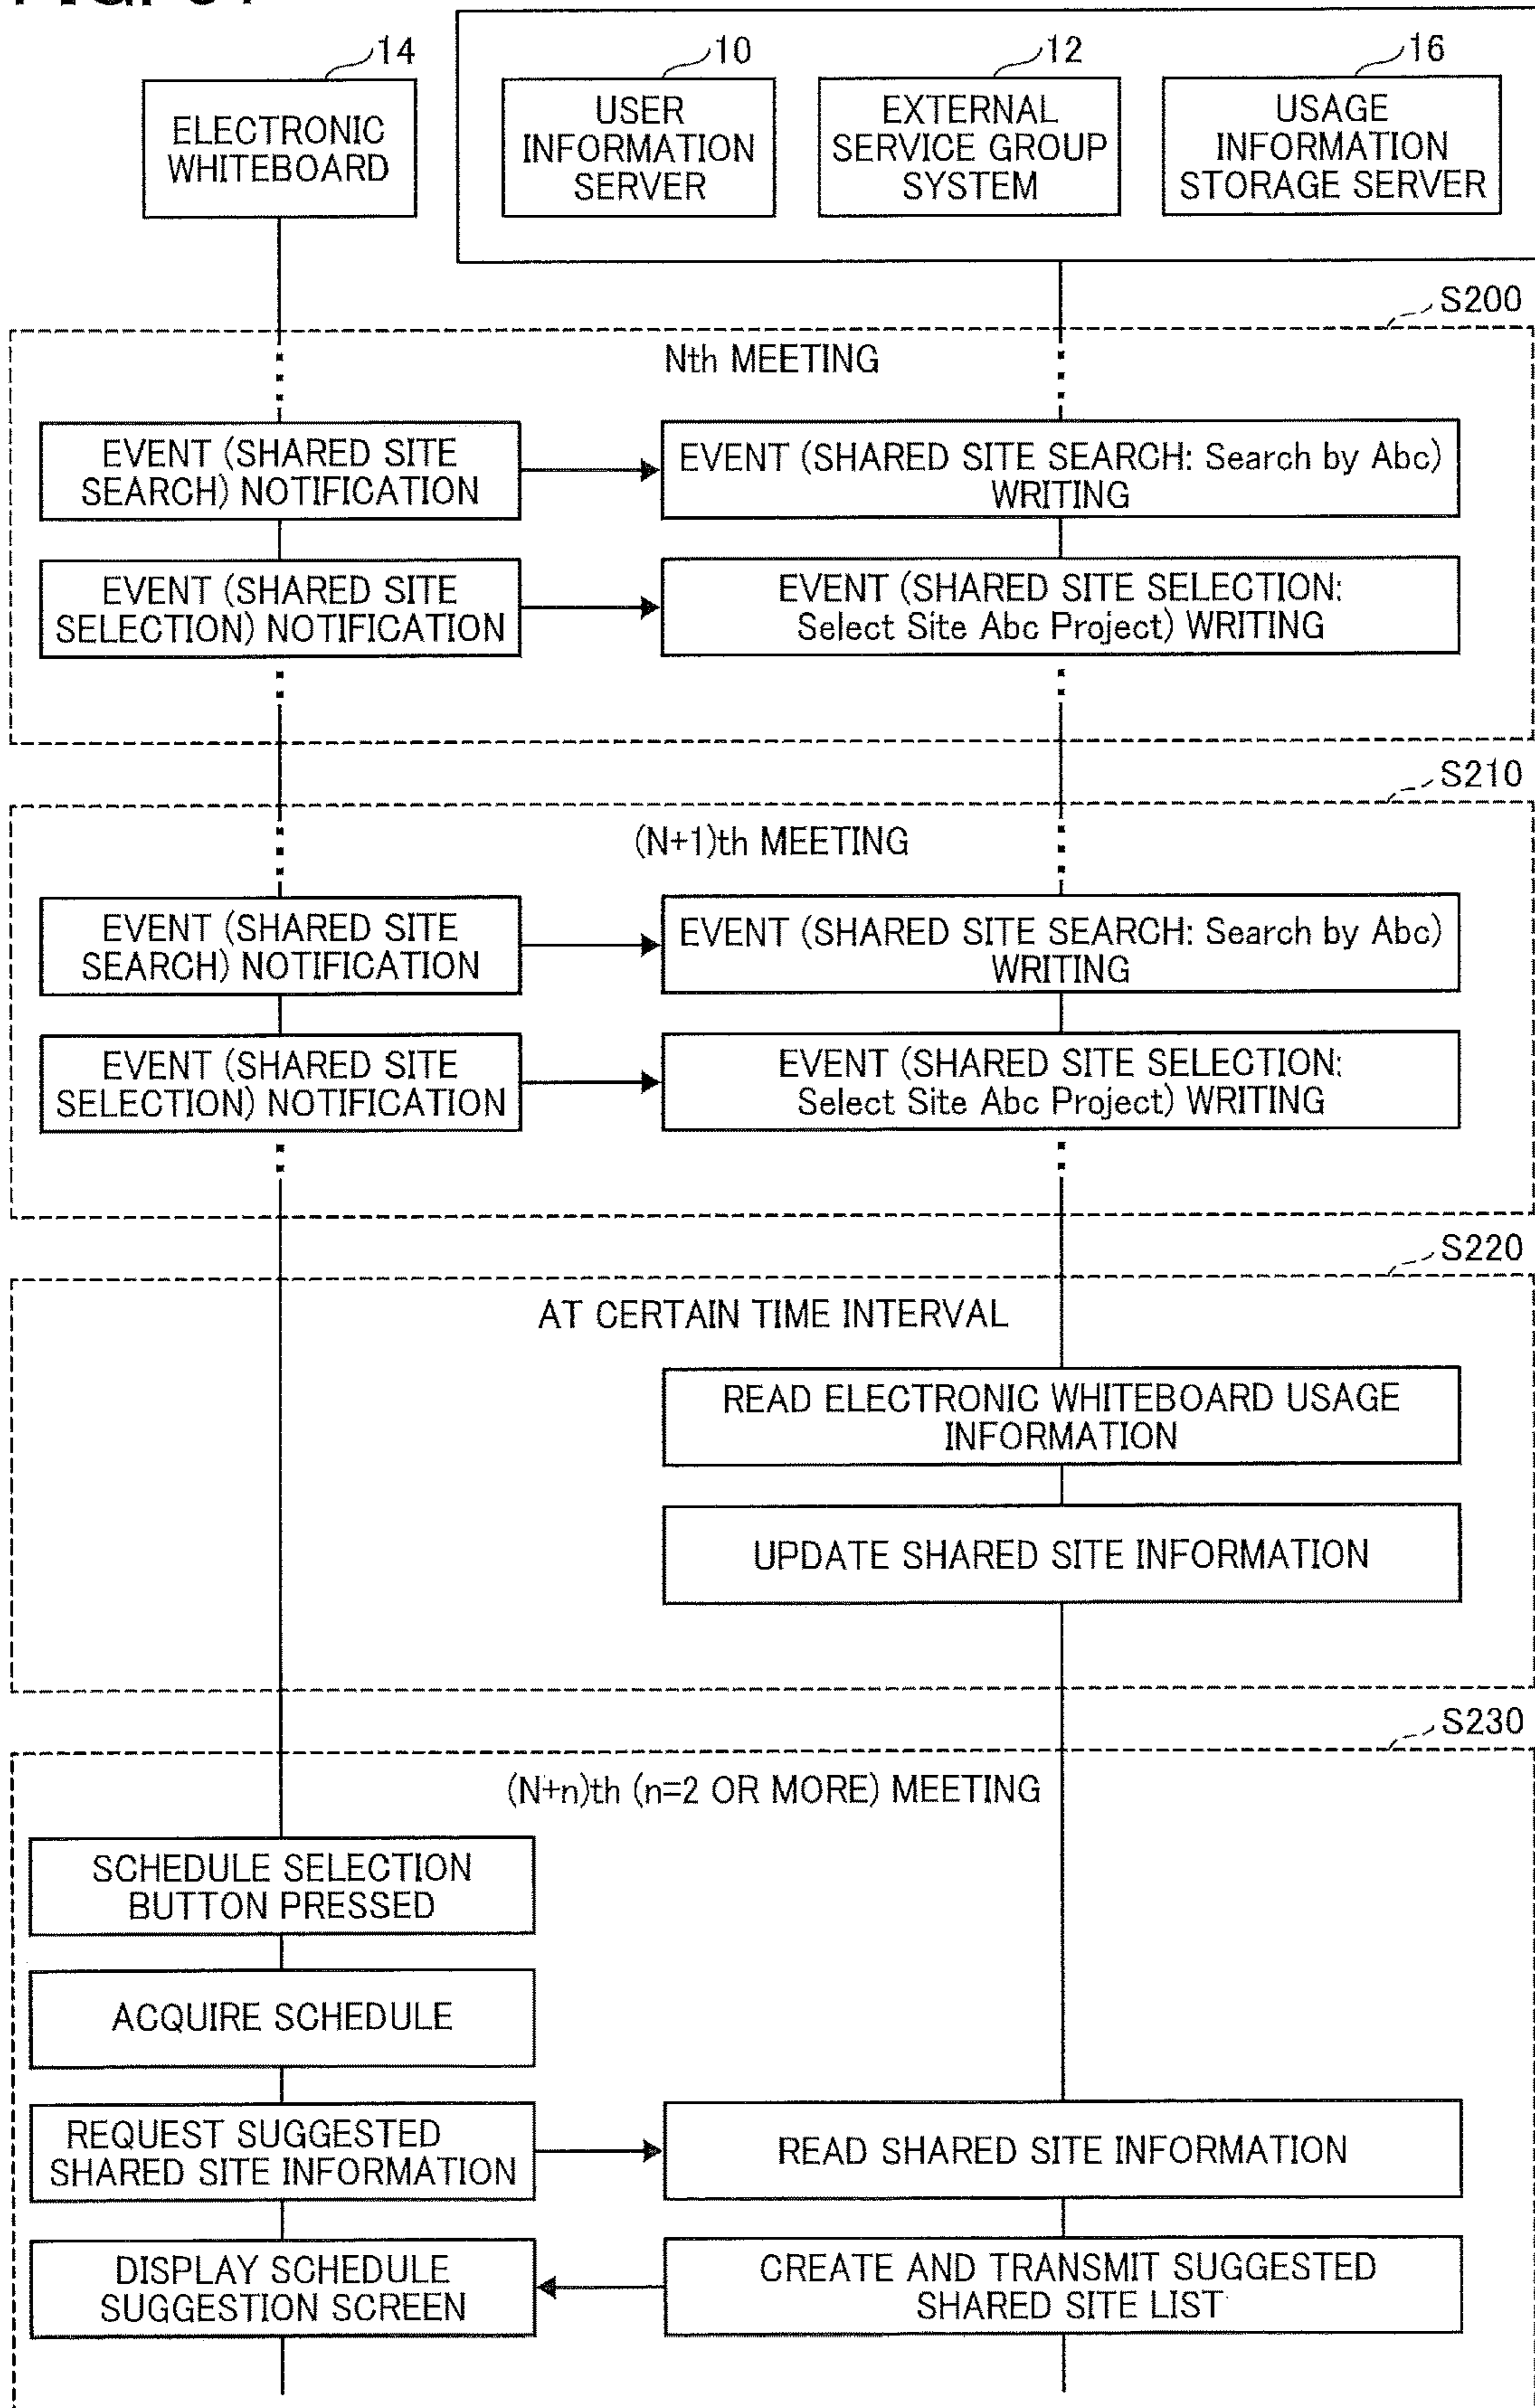 14
10
12
16
ELECTRONIC
WHITEBOARD
USER
INFORMATION
SERVER
EXTERNAL
SERVICE GROUP
SYSTEM
USAGE
INFORMATION
STORAGE SERVER
S200
Nth MEETING
EVENT (SHARED SITE
SEARCH) NOTIFICATION
EVENT (SHARED SITE SEARCH: Search by Abc)
WRITING
EVENT (SHARED SITE
SELECTION) NOTIFICATION
EVENT (SHARED SITE SELECTION:
Select Site Abc Project) WRITING
S210
(N+1)th MEETING
EVENT (SHARED SITE
SEARCH) NOTIFICATION
EVENT (SHARED SITE SEARCH: Search by Abc)
WRITING
EVENT (SHARED SITE
SELECTION) NOTIFICATION
EVENT (SHARED SITE SELECTION:
Select Site Abc Project) WRITING
S220
AT CERTAIN TIME INTERVAL
READ ELECTRONIC WHITEBOARD USAGE
INFORMATION
UPDATE SHARED SITE INFORMATION
S230
(N+n)th (n=2 OR MORE) MEETING
SCHEDULE SELECTION
BUTTON PRESSED
ACQUIRE SCHEDULE
REQUEST SUGGESTED
SHARED SITE INFORMATION
READ SHARED SITE INFORMATION
DISPLAY SCHEDULE
SUGGESTION SCREEN
CREATE AND TRANSMIT SUGGESTED
SHARED SITE LIST